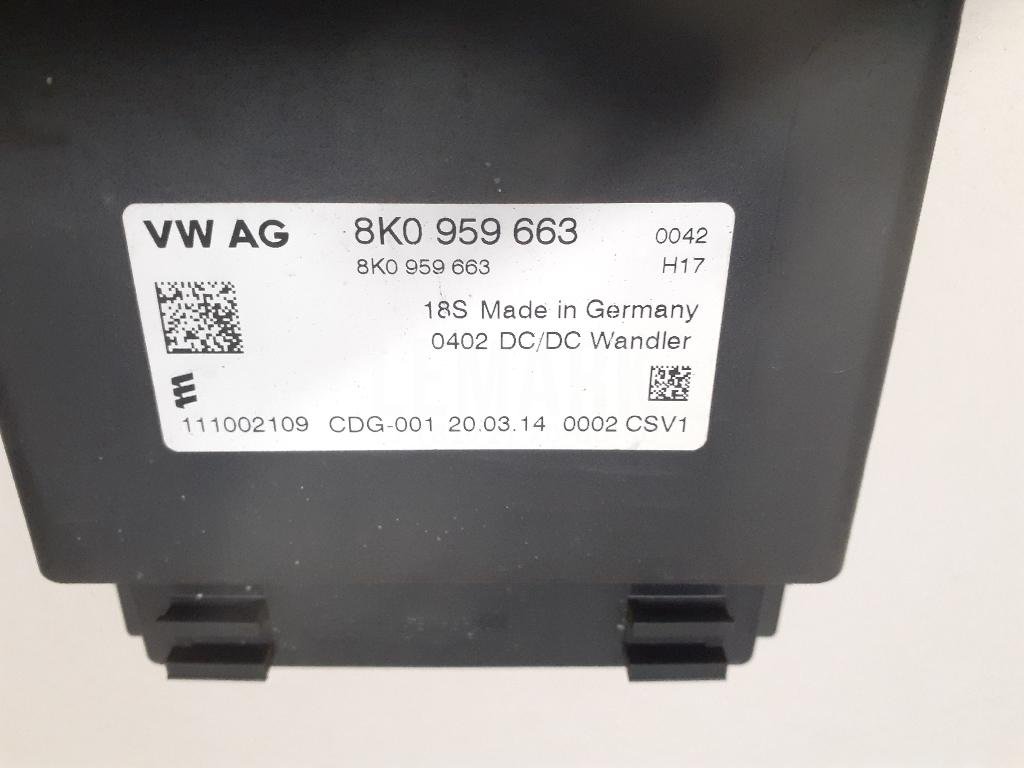 VW AG 8K0 959 663 0042
8K0 959 663 H17
18S Made in Germany
0402 DC/DC Wandler
111002109 CDG-001 20.03.14 0002 CSV1